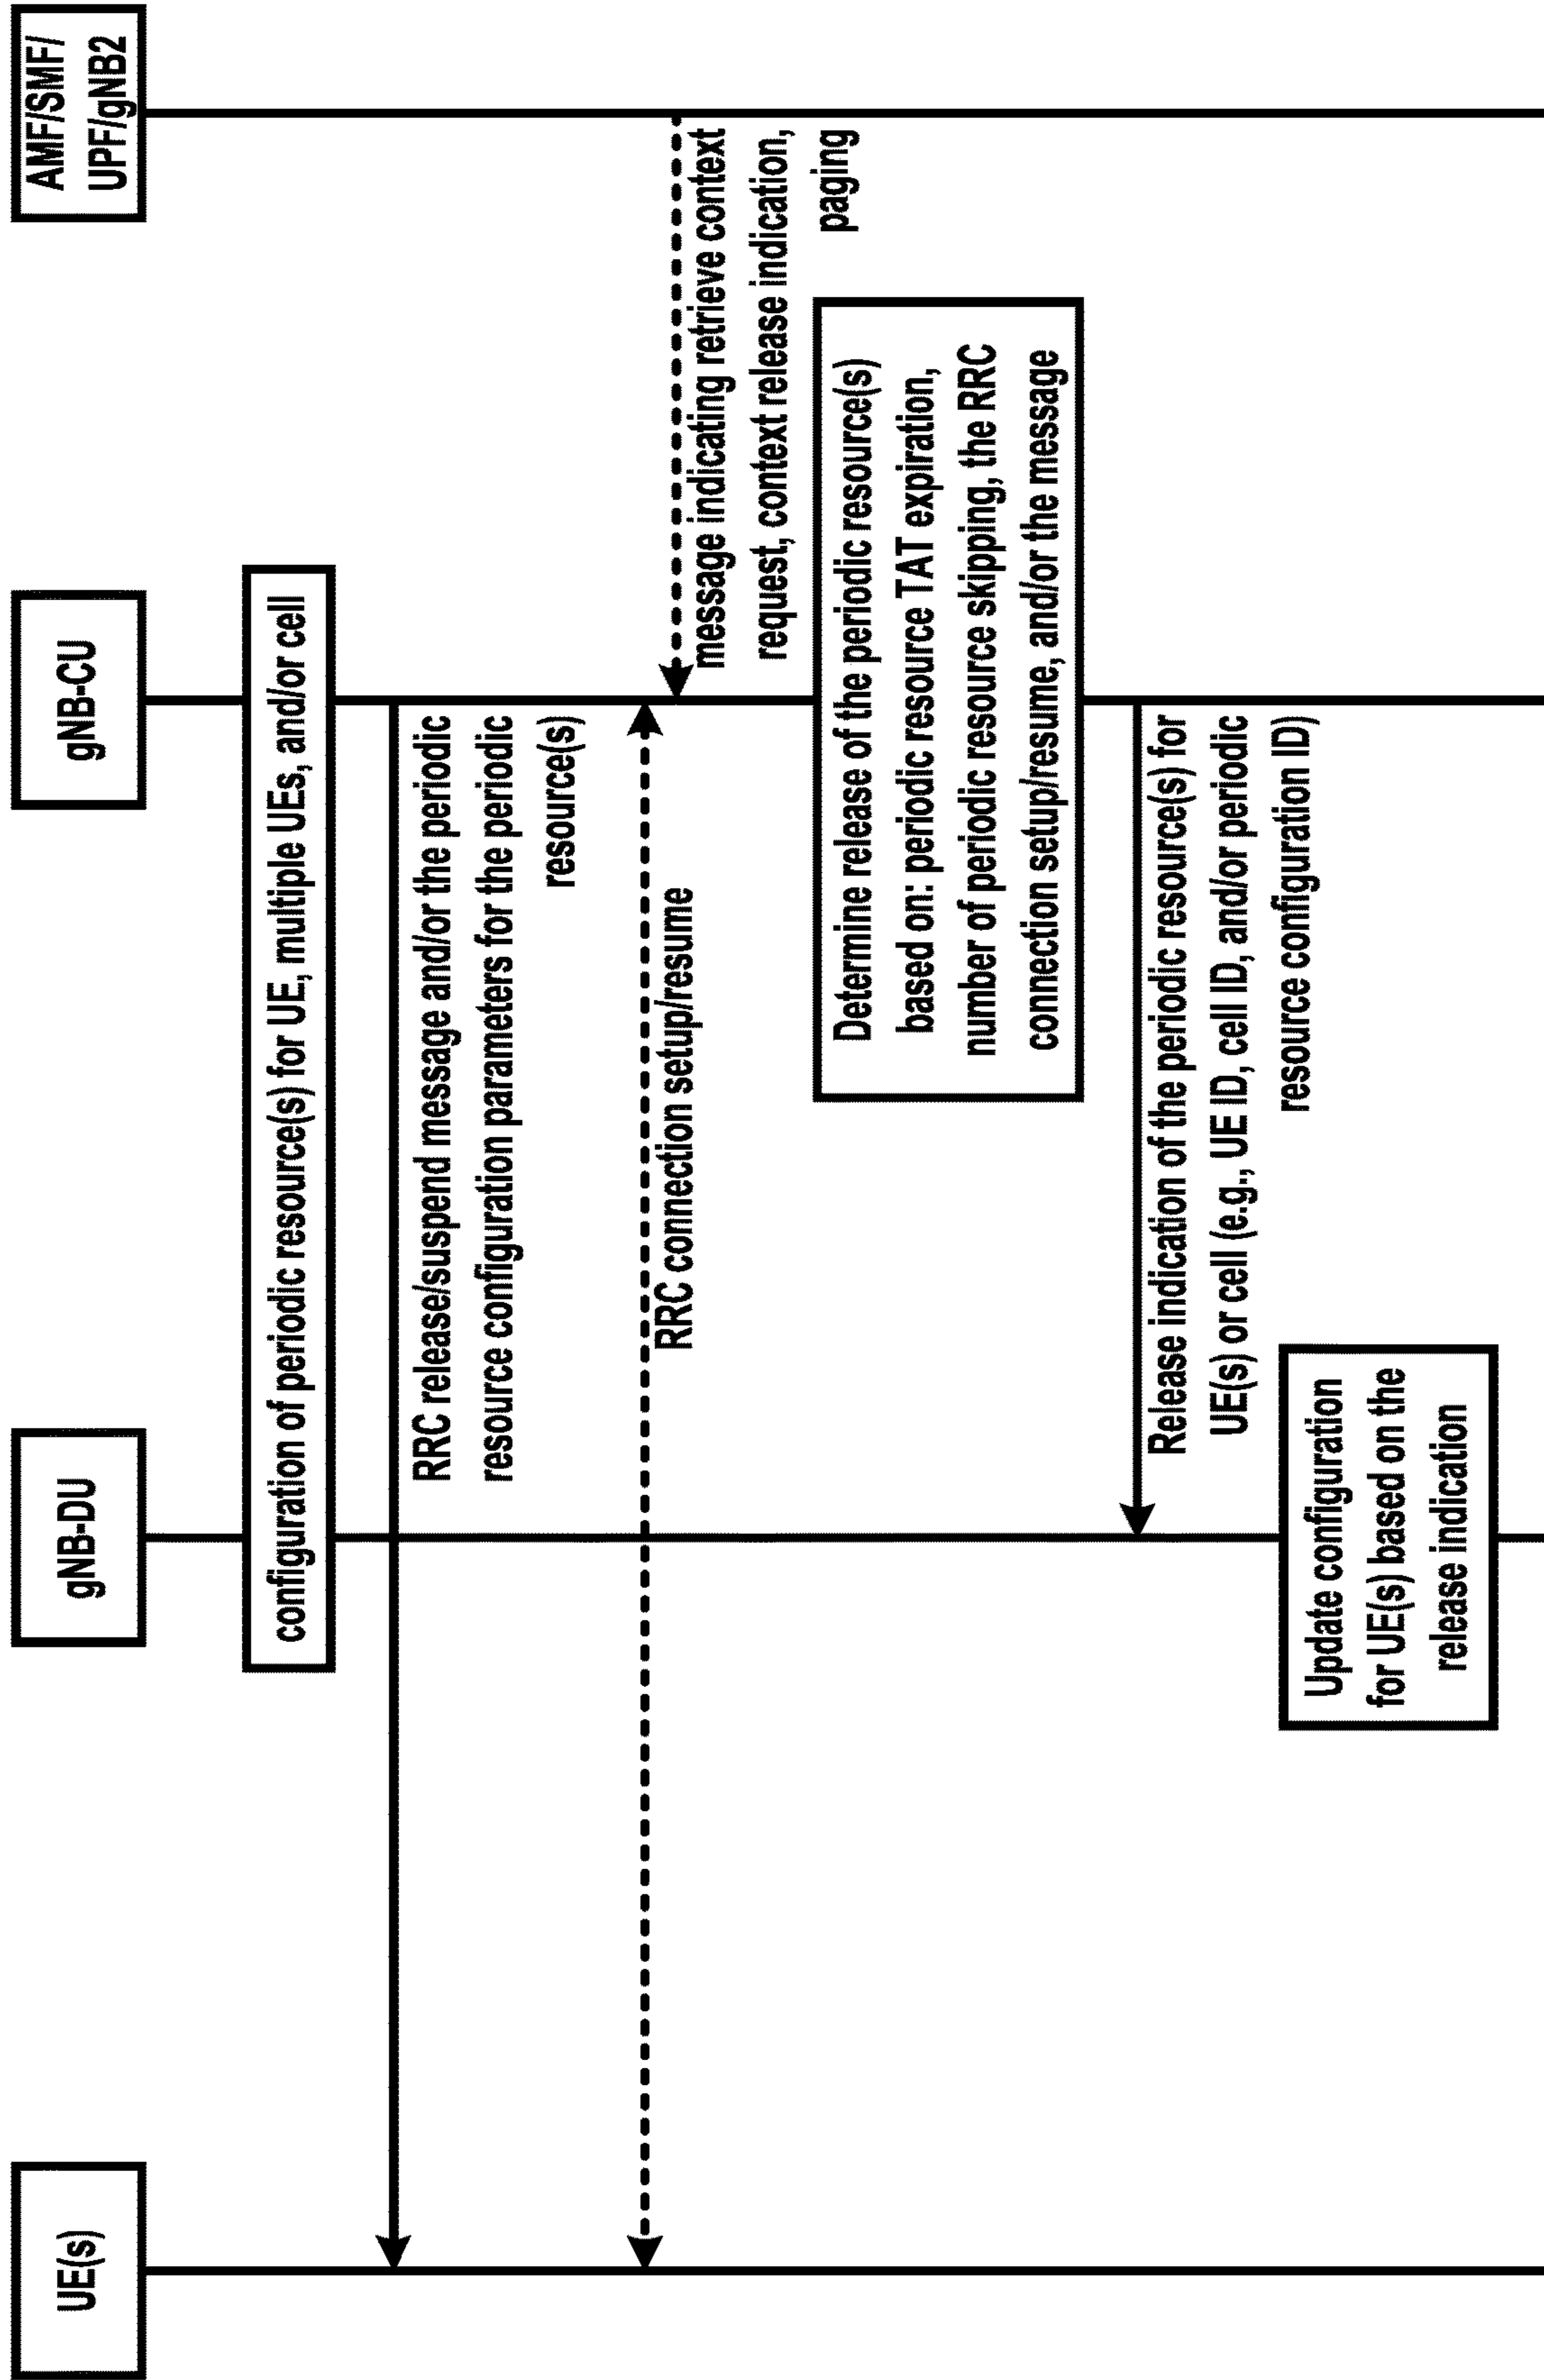 UE(s)
gNB-DU
gNB-CU
AMF/SMF/
UPF/gNB2
configuration of periodic resource(s) for UE, multiple UEs, and/or cell
RRC release/suspend message and/or the periodic
resource configuration parameters for the periodic
resource(s)
RRC connection setup/resume
message indicating retrieve context
request, context release indication,
paging
Determine release of the periodic resource(s)
based on: periodic resource TAT expiration,
number of periodic resource skipping, the RRC
connection setup/resume, and/or the message
Release indication of the periodic resource(s) for
UE(s) or cell (e.g., UE ID, cell ID, and/or periodic
resource configuration ID)
Update configuration
for UE(s) based on the
release indication